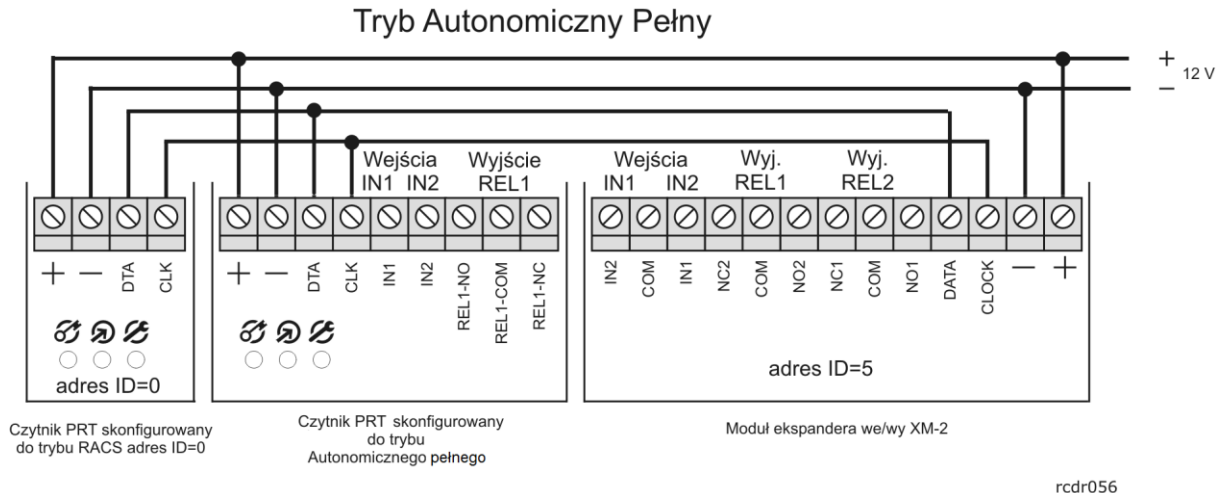 Tryb Autonomiczny Pełny
+
12 V
−
Wejścia
IN1 IN2
Wyjście
REL1
Wejścia
IN1 IN2
Wyj.
REL1
Wyj.
REL2
+ − DTA CLK
+ − DTA CLK IN1 IN2 REL1-NO REL1-COM REL1-NC
IN2 COM IN1 NC2 COM NO2 NC1 COM NO1 DATA CLOCK − +
adres ID=0
adres ID=5
Czytnik PRT skonfigurowany
do trybu RACS adres ID=0
Czytnik PRT skonfigurowany
do trybu
Autonomicznego pełnego
Moduł ekspandera we/wy XM-2
rcdr056